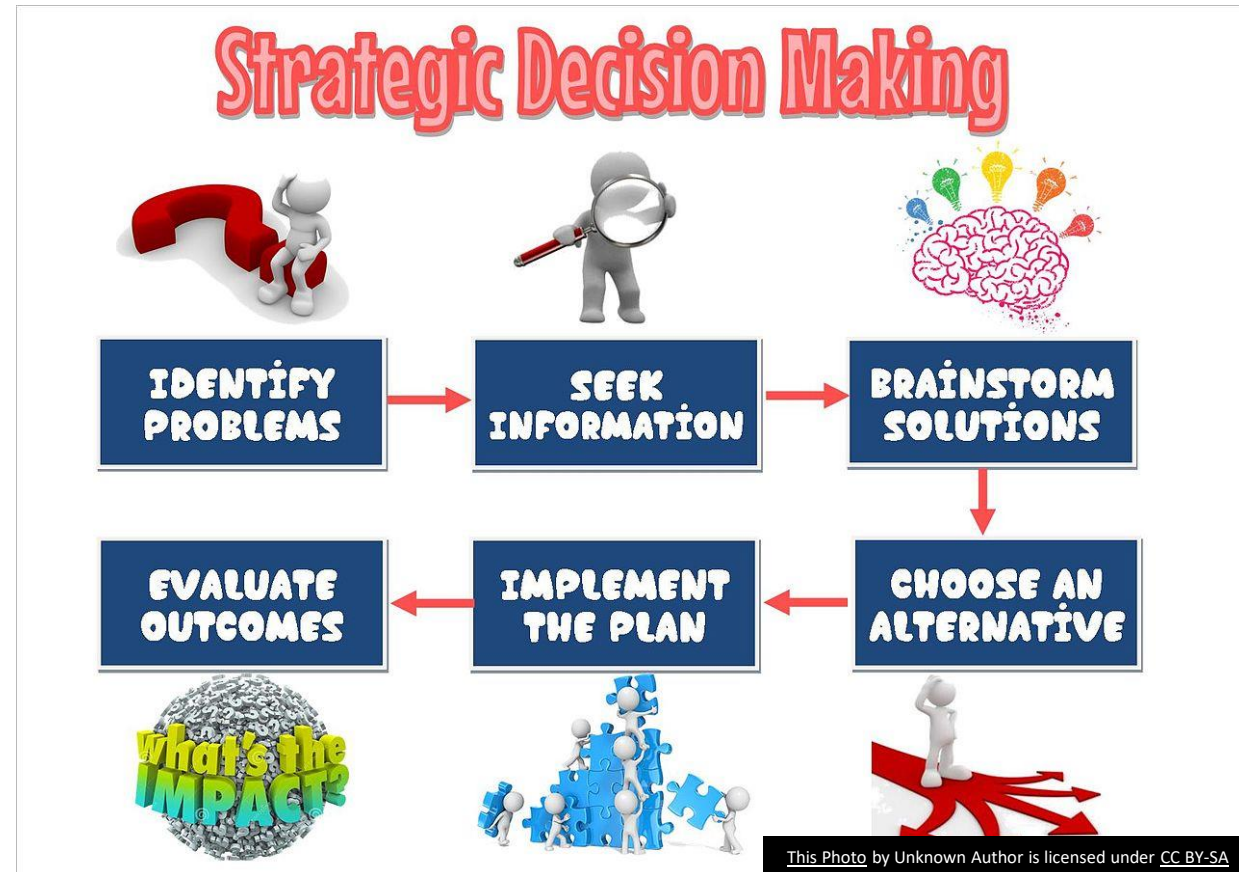 Strategic Decision Making
IDENTİFY
PROBLEMS
SEEK
INFORMATİON
BRAİNSTORM
SOLUTİONS
EVALUATE
OUTCOMES
IMPLEMENT
THE PLAN
CHOOSE AN
ALTERNATİVE
What's the
IMPACT?
This Photo by Unknown Author is licensed under CC BY-SA